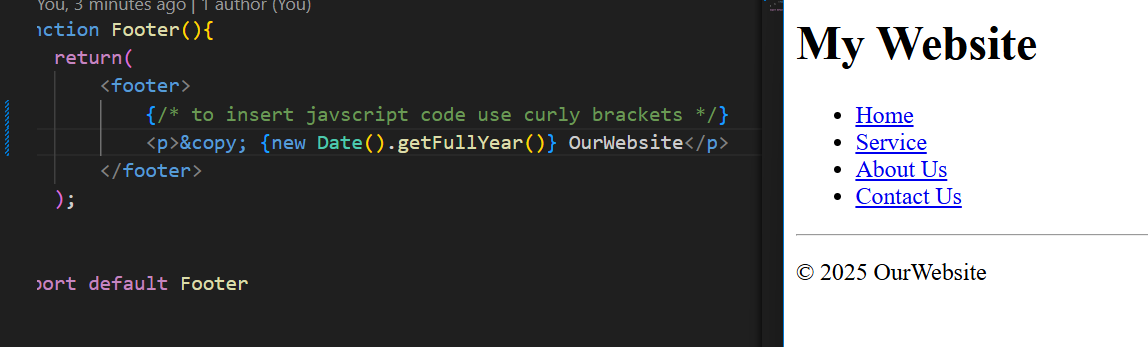 You, 3 minutes ago | 1 author (You)
nction Footer(){
return(
<footer>
{/* to insert javscript code use curly brackets */}
<p>&copy; {new Date().getFullYear()} OurWebsite</p>
</footer>
);
port default Footer
My Website
Home
Service
About Us
Contact Us
© 2025 OurWebsite